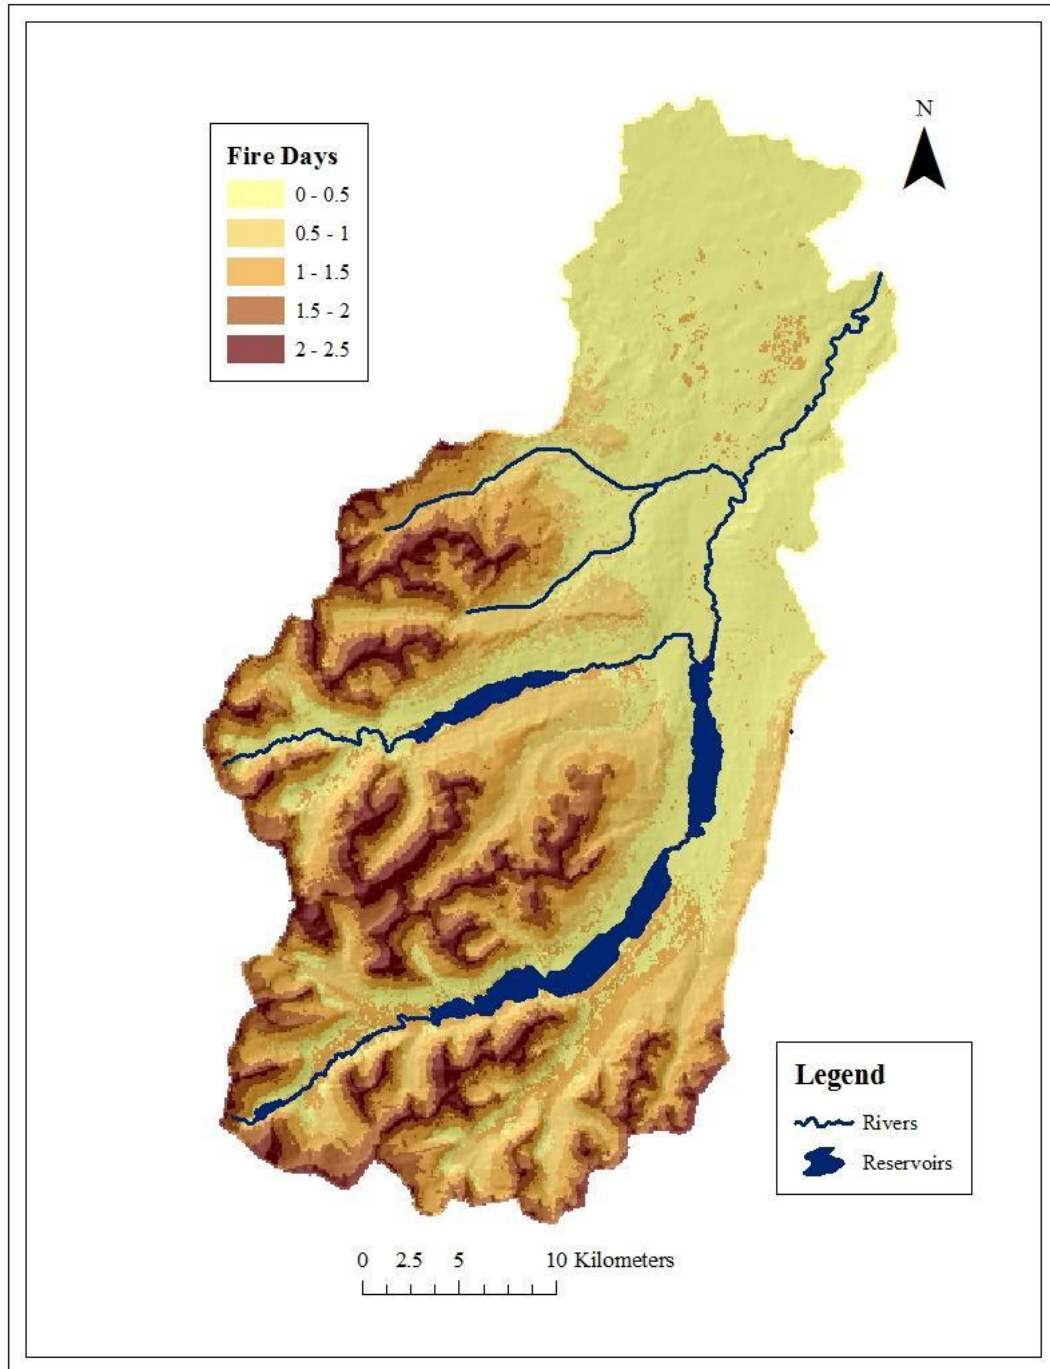 N
Fire Days
0 - 0.5
0.5 - 1
1 - 1.5
1.5 - 2
2 - 2.5
Legend
Rivers
Reservoirs
0 2.5 5 10 Kilometers